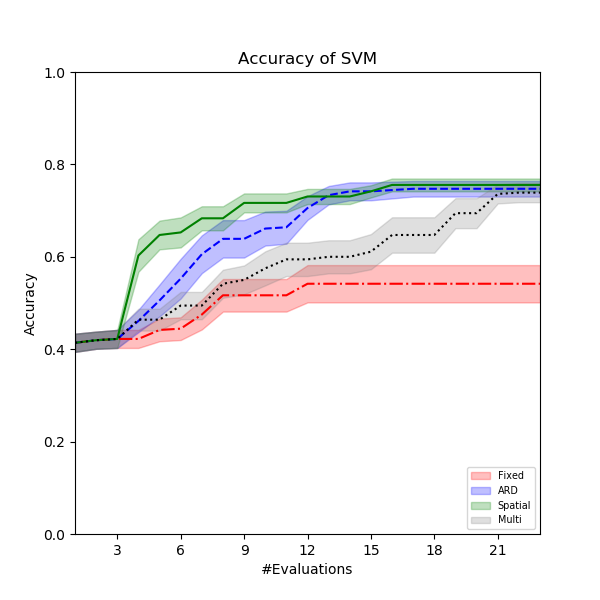 Accuracy of SVM
1.0
0.8
0.6
0.4
0.2
0.0
Accuracy
3 6 9 12 15 18 21
#Evaluations
Fixed
ARD
Spatial
Multi